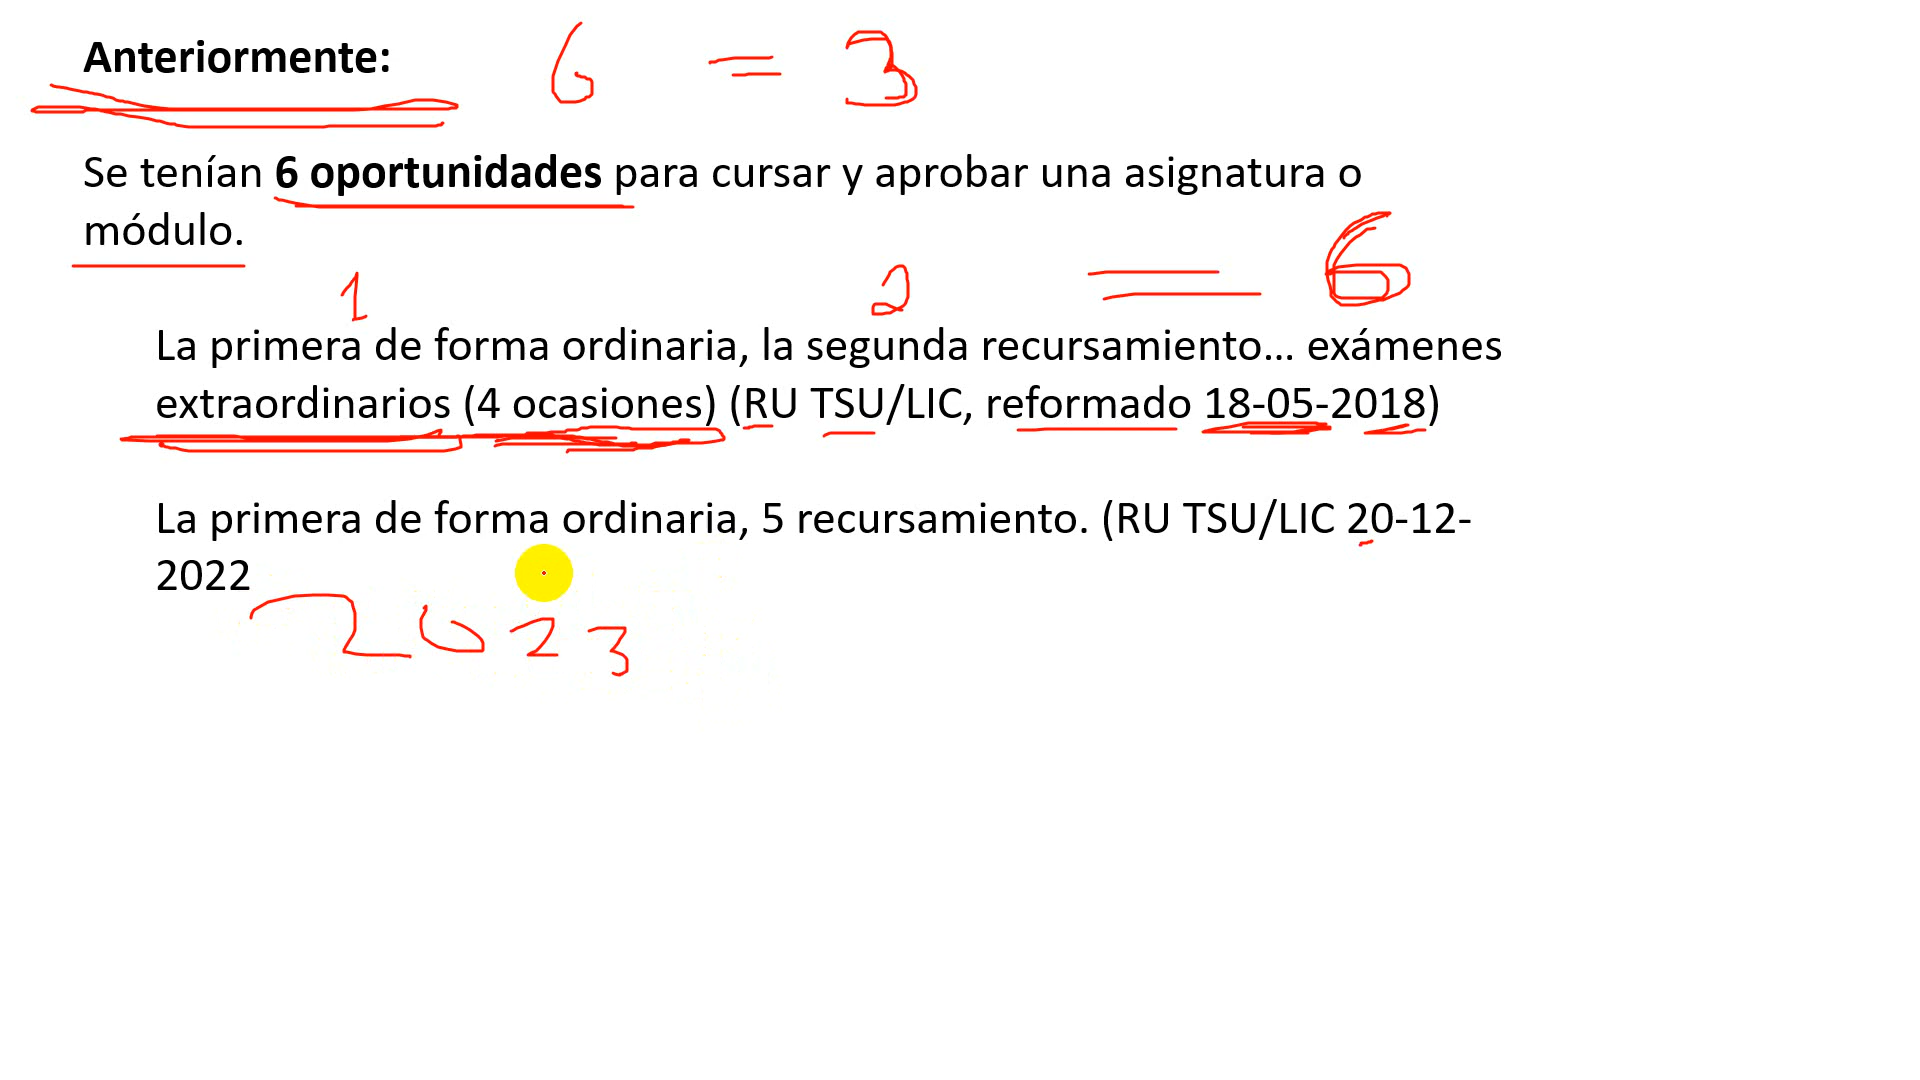 Anteriormente: 6 = 3
Se tenían 6 oportunidades para cursar y aprobar una asignatura o
módulo.
1 2 = 6
La primera de forma ordinaria, la segunda recursamiento... exámenes
extraordinarios (4 ocasiones) (RU TSU/LIC, reformado 18-05-2018)
La primera de forma ordinaria, 5 recursamiento. (RU TSU/LIC 20-12-
2022
2023